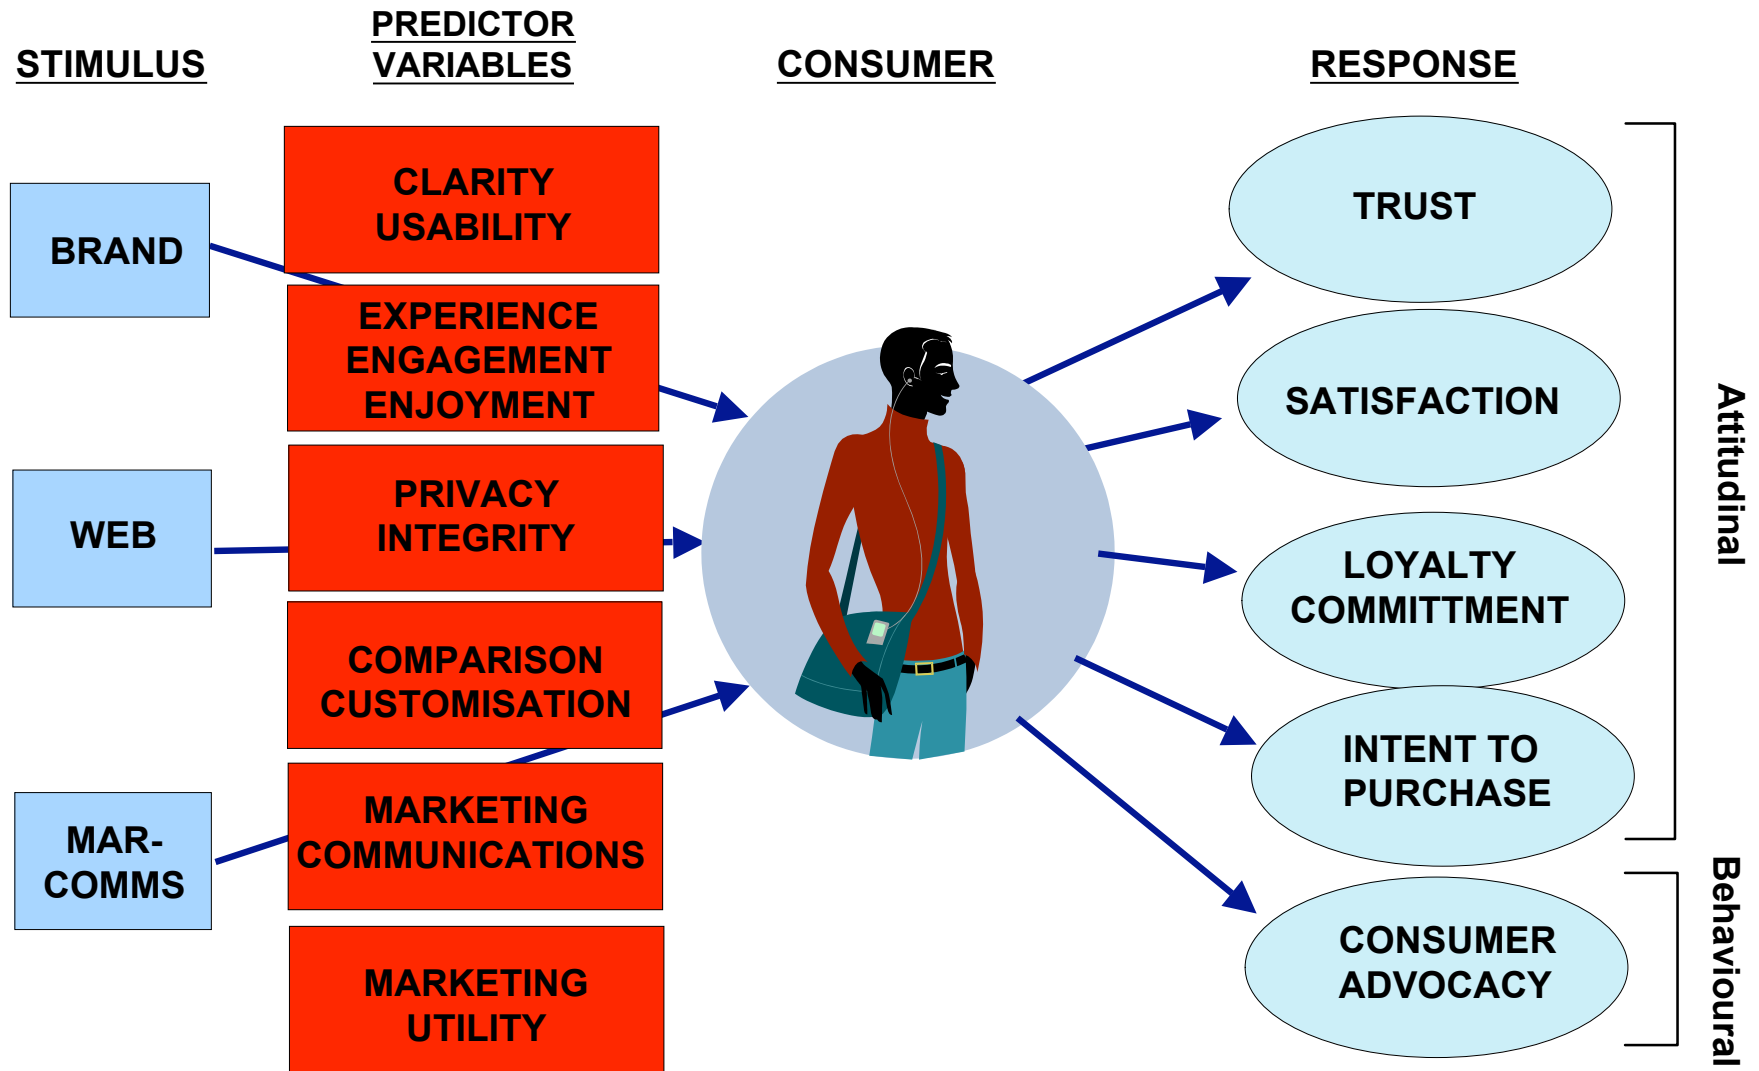 STIMULUS
PREDICTOR
VARIABLES
CONSUMER
RESPONSE
BRAND
WEB
MAR-
COMMS
CLARITY
USABILITY
EXPERIENCE
ENGAGEMENT
ENJOYMENT
PRIVACY
INTEGRITY
COMPARISON
CUSTOMISATION
MARKETING
COMMUNICATIONS
MARKETING
UTILITY
TRUST
SATISFACTION
LOYALTY
COMMITTMENT
INTENT TO
PURCHASE
CONSUMER
ADVOCACY
Attitudinal
Behavioural